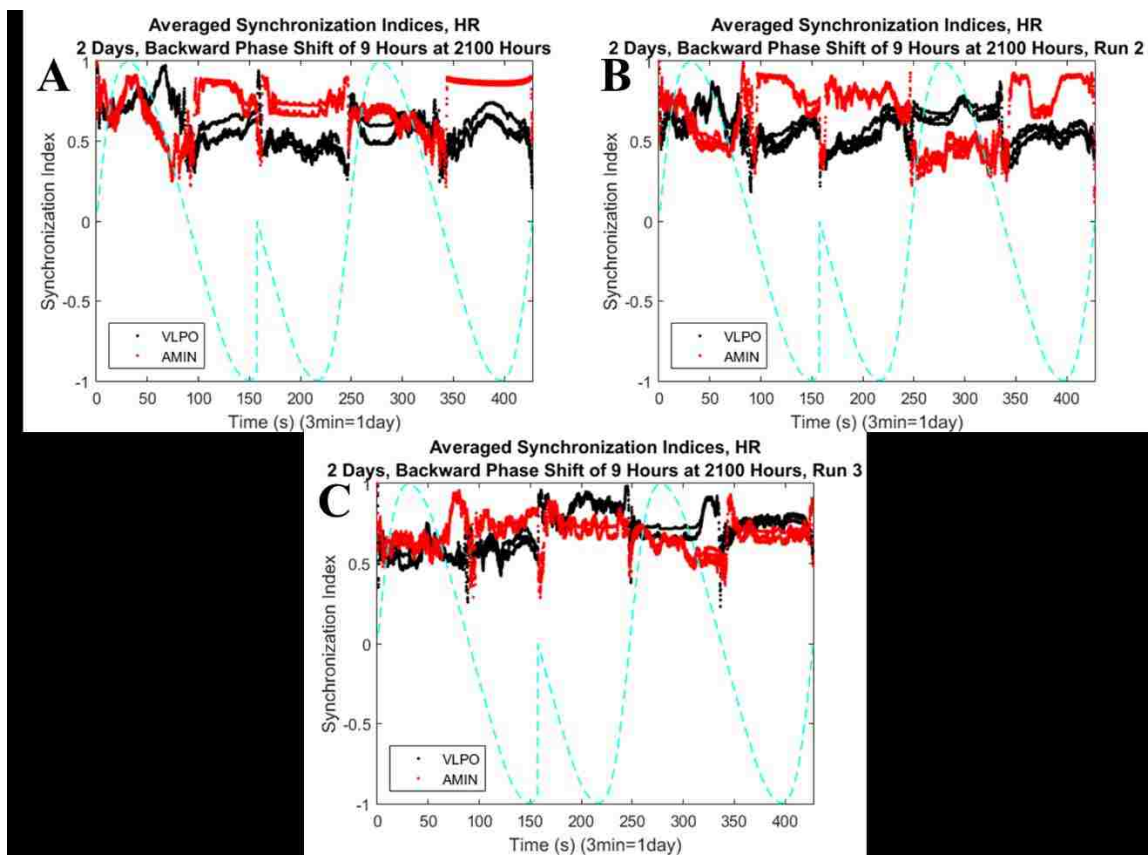 Averaged Synchronization Indices, HR
2 Days, Backward Phase Shift of 9 Hours at 2100 Hours
A
1
0.5
0
-0.5
-1
Synchronization Index
VLPO
AMIN
0 50 100 150 200 250 300 350 400
Time (s) (3min=1day)
Averaged Synchronization Indices, HR
2 Days, Backward Phase Shift of 9 Hours at 2100 Hours, Run 2
B
1
0.5
0
-0.5
-1
Synchronization Index
VLPO
AMIN
0 50 100 150 200 250 300 350 400
Time (s) (3min=1day)
Averaged Synchronization Indices, HR
2 Days, Backward Phase Shift of 9 Hours at 2100 Hours, Run 3
C
1
0.5
0
-0.5
-1
Synchronization Index
VLPO
AMIN
0 50 100 150 200 250 300 350 400
Time (s) (3min=1day)